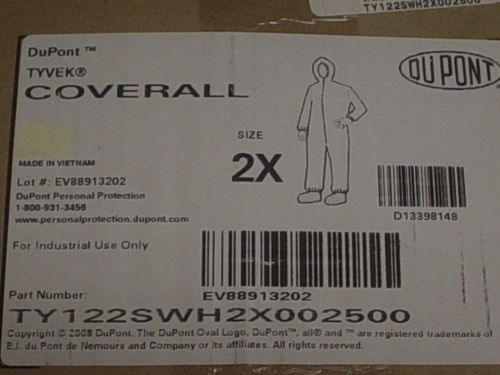 TY122SWH2X002500
DuPont ™
TYVEK®
COVERALL
DUPONT
SIZE
2X
MADE IN VIETNAM
Lot #: EV88913202
DuPont Personal Protection
1-800-931-3456
www.personalprotection.dupont.com
D13398148
For Industrial Use Only
EV88913202
Part Number:
TY122SWH2X002500
Copyright © 2008 DuPont. The DuPont Oval Logo, DuPont™, all® and ™ are registered trademarks of
E.I. du Pont de Nemours and Company or its affiliates. All rights reserved.